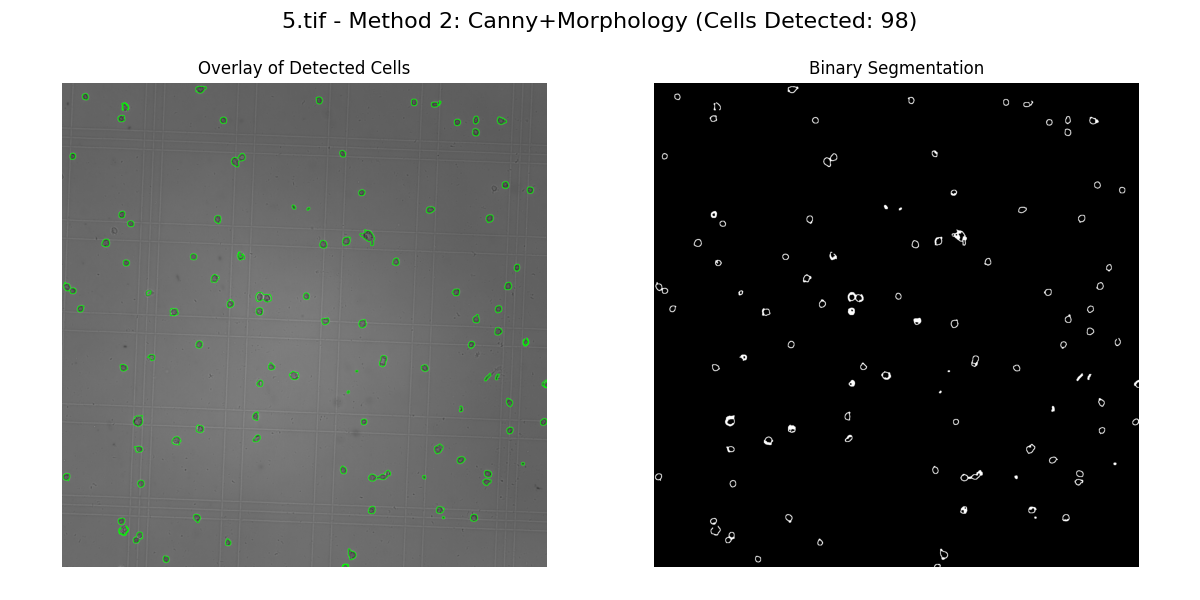 5.tif - Method 2: Canny+Morphology (Cells Detected: 98)
Overlay of Detected Cells
Binary Segmentation